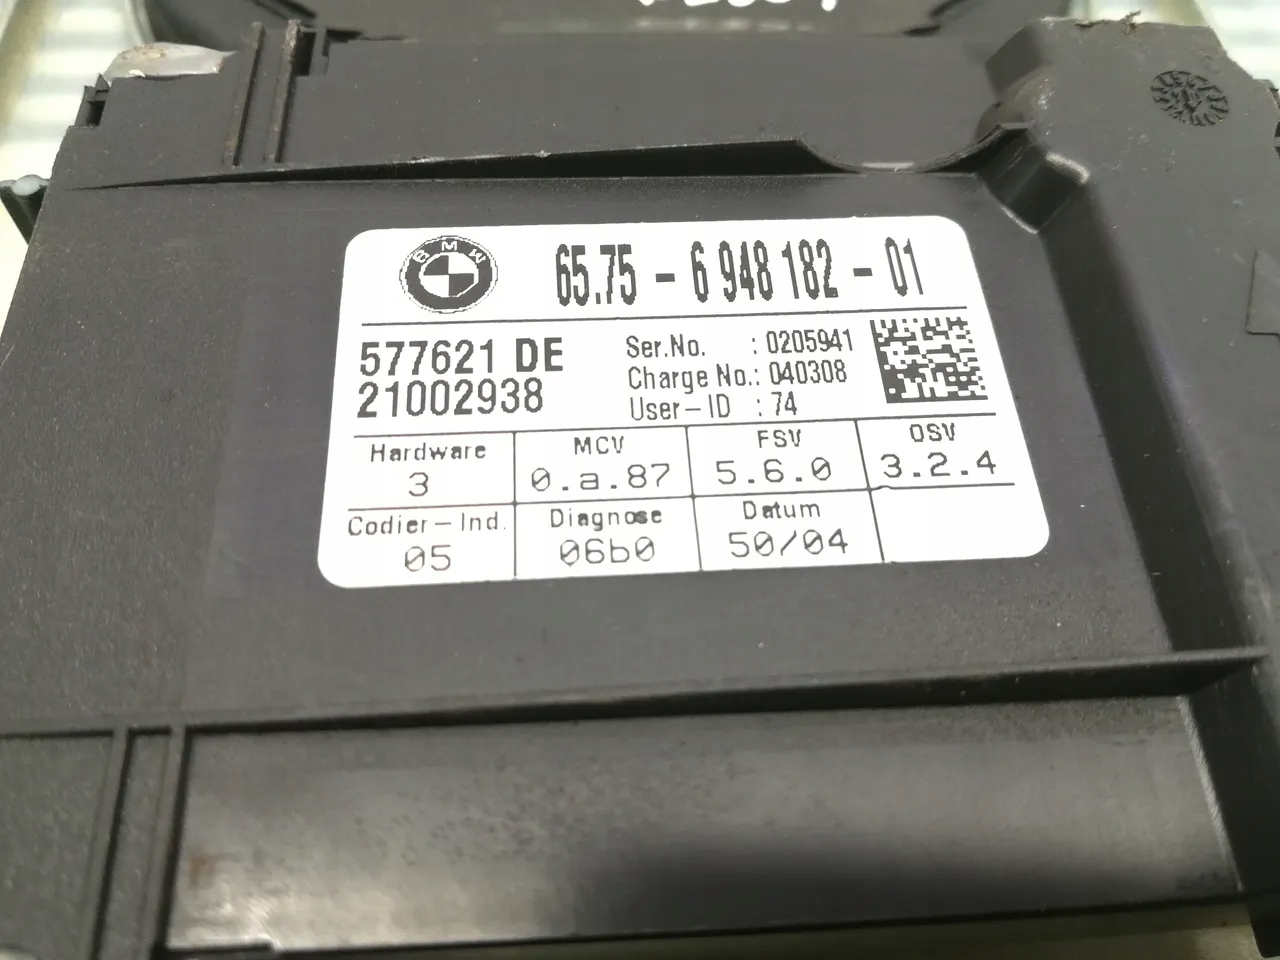 BMW
65.75 - 6 948 182 - 01
577621 DE
21002938
Ser.No. : 0205941
Charge No.: 040308
User-ID : 74
Hardware MCV FSV OSV
3 0.a.87 5.6.0 3.2.4
Codier-Ind. Diagnose Datum
05 06b0 50/04